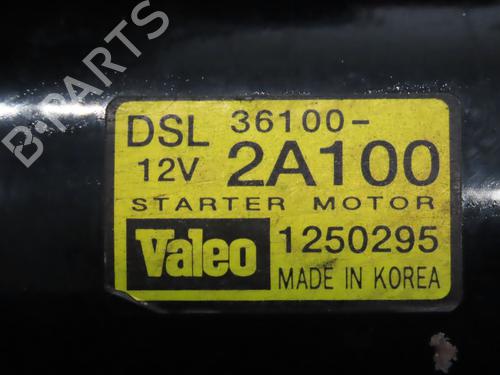 B-PARTS
DSL 36100-
12V 2A100
STARTER MOTOR
Valeo 1250295
MADE IN KOREA